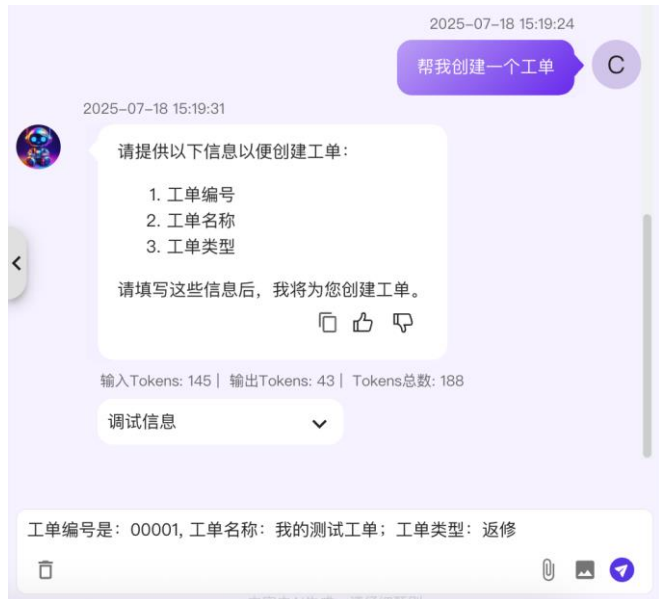 2025-07-18 15:19:24
帮我创建一个工单
C
2025-07-18 15:19:31
请提供以下信息以便创建工单：
1. 工单编号
2. 工单名称
3. 工单类型
请填写这些信息后，我将为您创建工单。
输入Tokens: 145 | 输出Tokens: 43 | Tokens总数: 188
调试信息
工单编号是：00001, 工单名称：我的测试工单；工单类型：返修